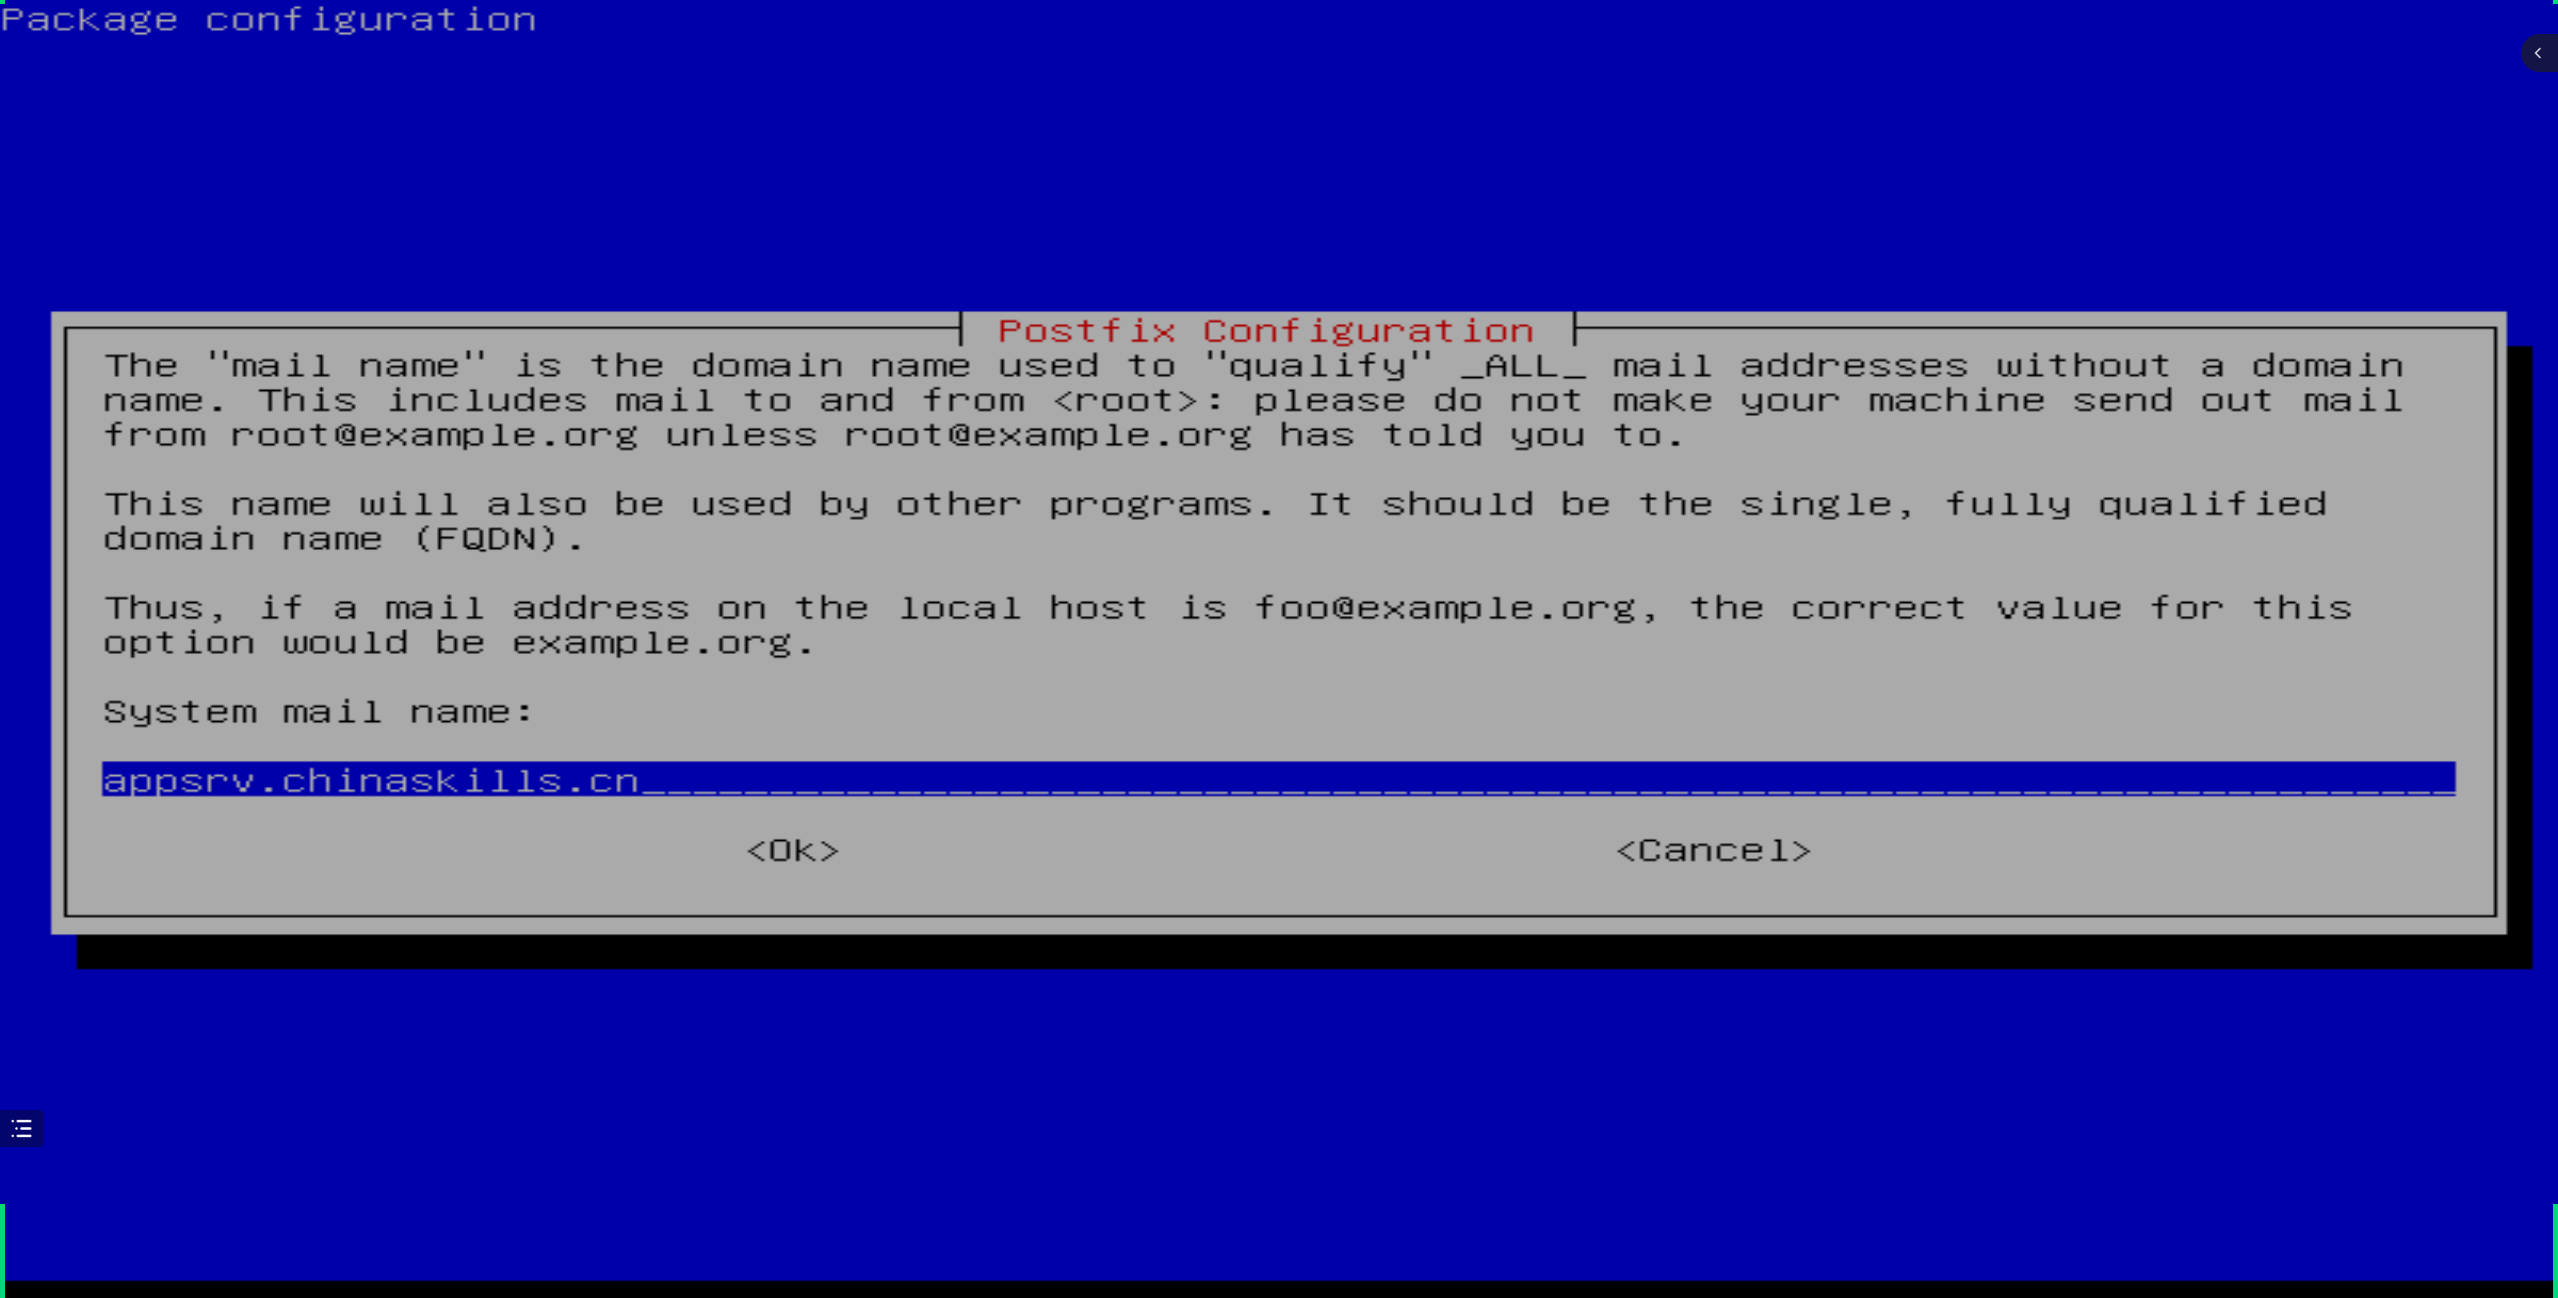 Package configuration
Postfix Configuration
The "mail name" is the domain name used to "qualify" _ALL_ mail addresses without a domain
name. This includes mail to and from <root>: please do not make your machine send out mail
from root@example.org unless root@example.org has told you to.
This name will also be used by other programs. It should be the single, fully qualified
domain name (FQDN).
Thus, if a mail address on the local host is foo@example.org, the correct value for this
option would be example.org.
System mail name:
appsrv.chinaskills.cn
<Ok> <Cancel>